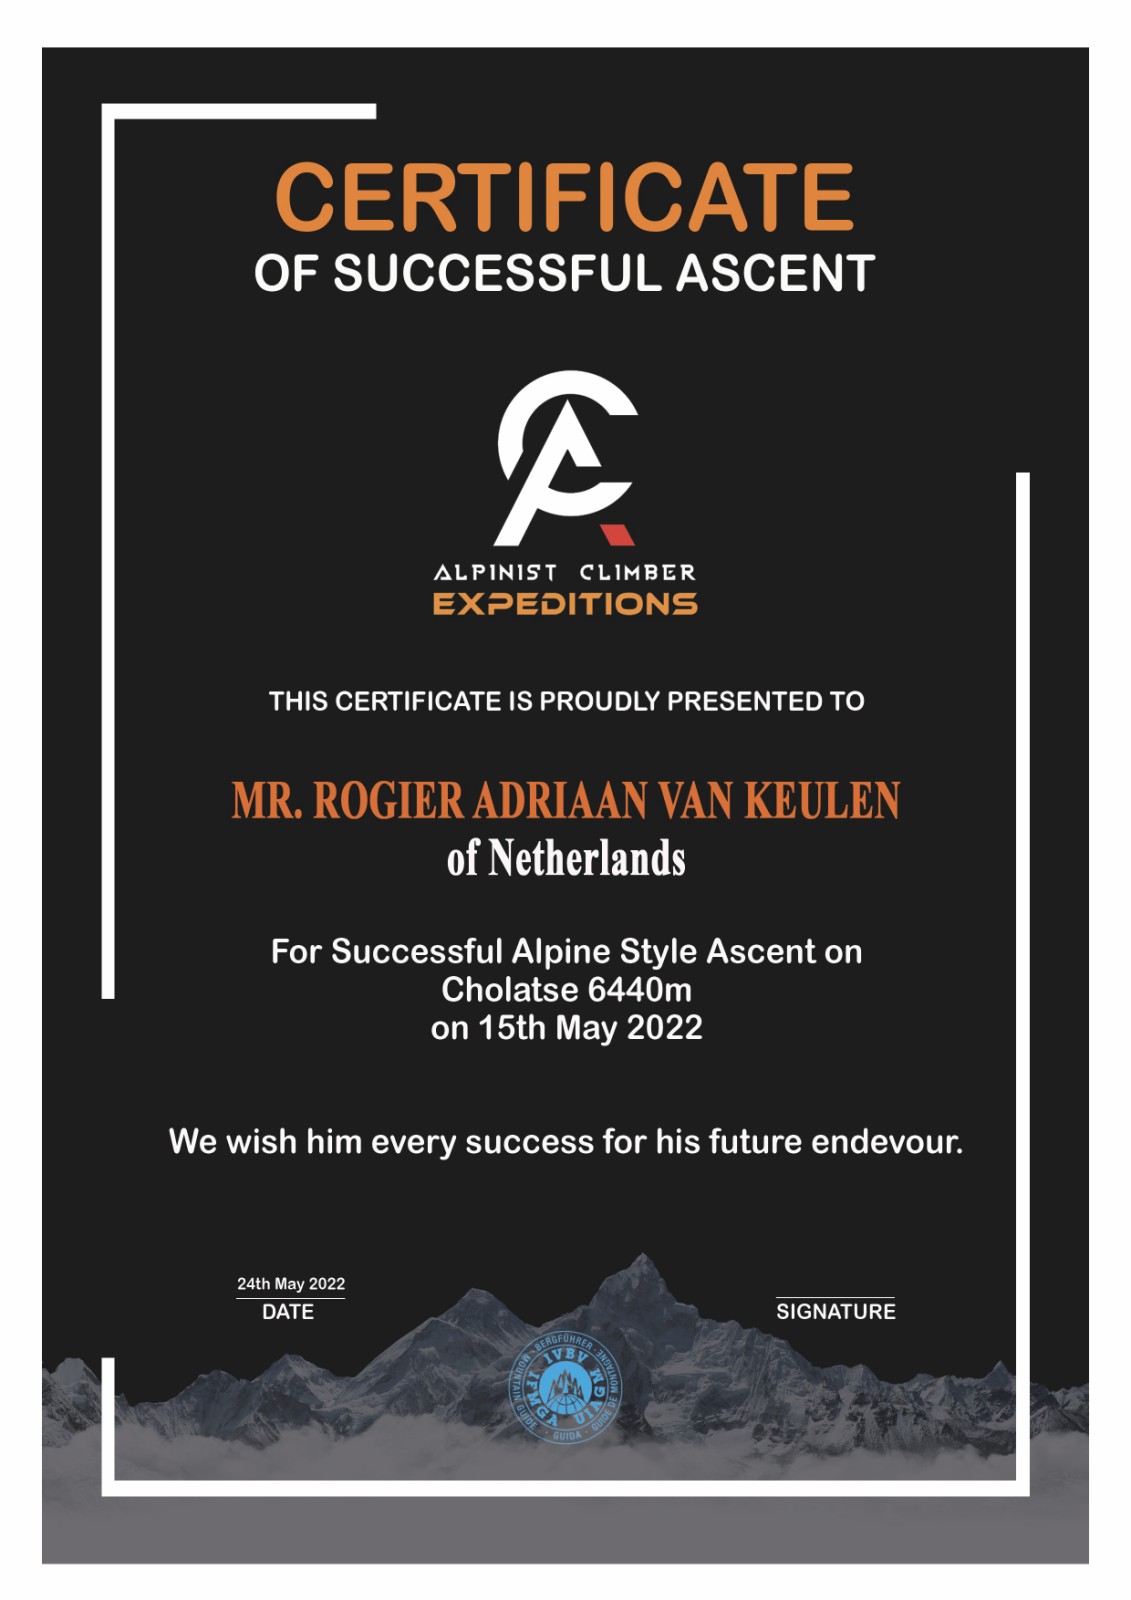 CERTIFICATE
OF SUCCESSFUL ASCENT
ALPINIST CLIMBER
EXPEDITIONS
THIS CERTIFICATE IS PROUDLY PRESENTED TO
MR. ROGIER ADRIAAN VAN KEULEN
of Netherlands
For Successful Alpine Style Ascent on
Cholatse 6440m
on 15th May 2022
We wish him every success for his future endevour.
24th May 2022
DATE
SIGNATURE
BERGFÜHRER · GUIDE DE MONTAGNE · GUIDA · MOUNTAIN GUIDE
IVBV UIAGM IFMGA